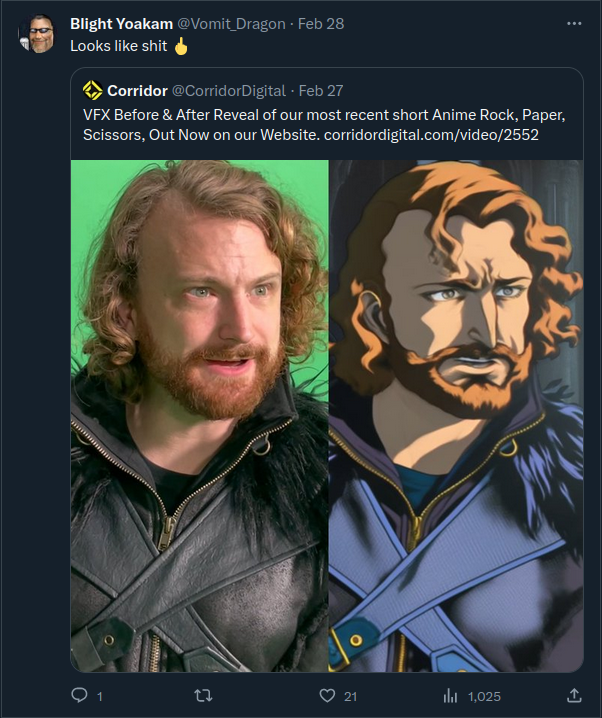 Blight Yoakam @Vomit_Dragon · Feb 28
Looks like shit 🖕
Corridor @CorridorDigital · Feb 27
VFX Before & After Reveal of our most recent short Anime Rock, Paper,
Scissors, Out Now on our Website. corridordigital.com/video/2552
1
21
1,025